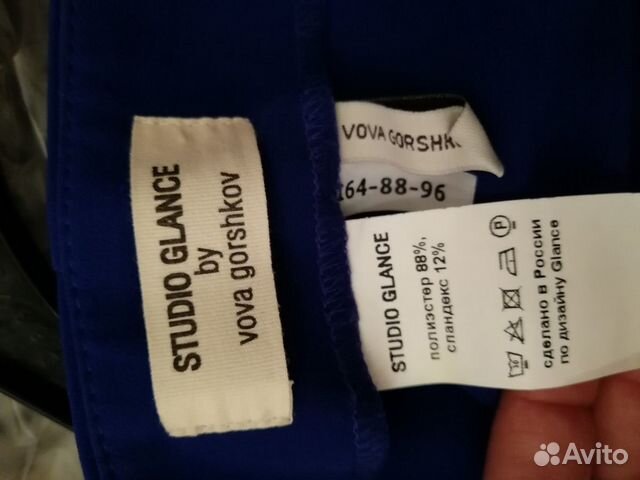 STUDIO GLANCE
by
vova gorshkov
VOVA GORSHK
164-88-96
STUDIO GLANCE
полиэстер 88%,
спандекс 12%
P
сделано в России
по дизайну Glance
Avito